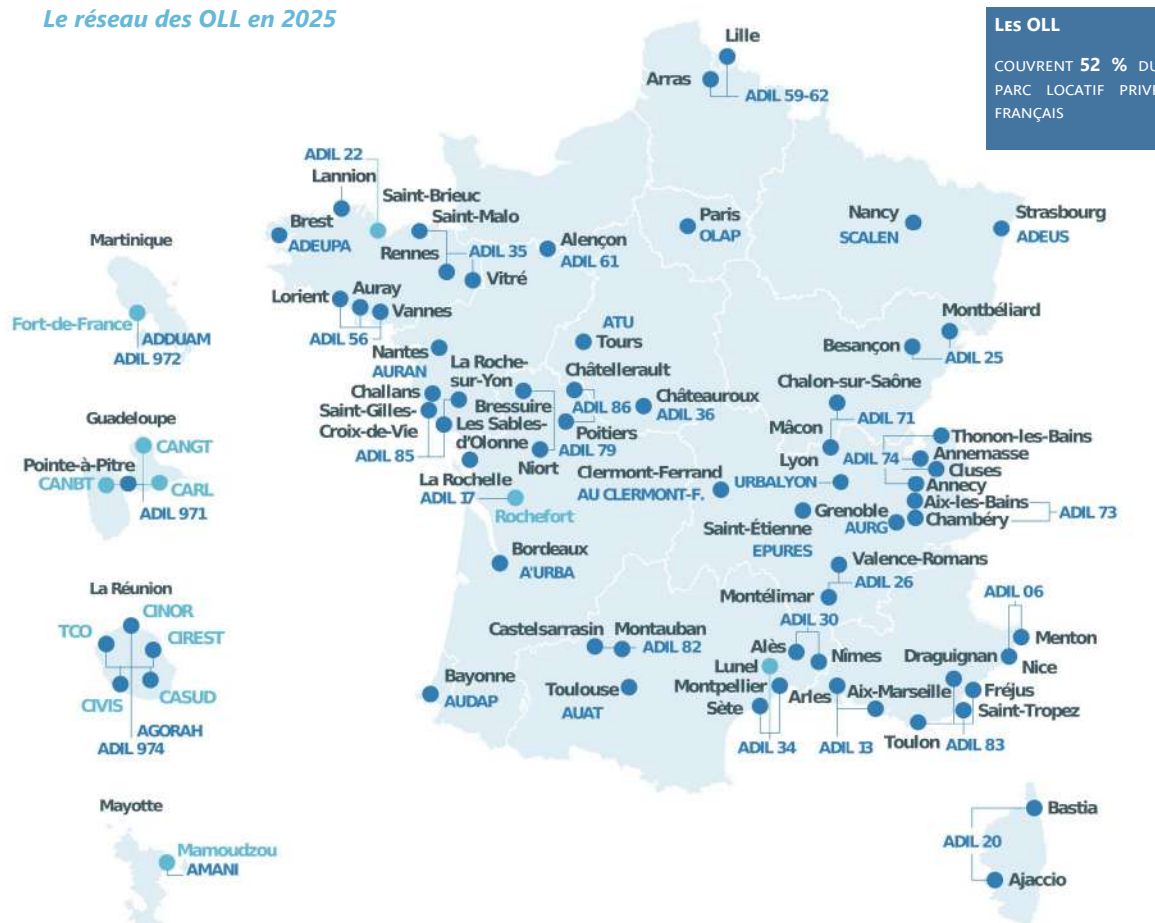 Le réseau des OLL en 2025
LES OLL
COUVRENT 52 % DU
PARC LOCATIF PRIVE
FRANÇAIS
Lille
Arras
ADIL 59-62
ADIL 22
Lannion
Saint-Brieuc
Saint-Malo
Brest
ADEUPA
Rennes
ADIL 35
Vitré
Alençon
ADIL 61
Paris
OLAP
Nancy
SCALEN
Strasbourg
ADEUS
Martinique
Fort-de-France
ADDUAM
ADIL 972
Lorient
Auray
Vannes
ADIL 56
Nantes
AURAN
ATU
Tours
Montbéliard
Besançon
ADIL 25
La Roche-
sur-Yon
Challans
Saint-Gilles-
Croix-de-Vie
Les Sables-
d'Olonne
ADIL 85
Bressuire
Niort
ADIL 79
Châtellerault
ADIL 86
Poitiers
Châteauroux
ADIL 36
Chalon-sur-Saône
ADIL 71
Mâcon
Guadeloupe
CANGT
Pointe-à-Pitre
CANBT
CARL
ADIL 971
La Rochelle
ADIL 17
Rochefort
Clermont-Ferrand
AU CLERMONT-F.
Lyon
URBALYON
ADIL 74
Thonon-les-Bains
Annemasse
Cluses
Annecy
Aix-les-Bains
Chambéry
ADIL 73
Grenoble
AURG
Saint-Étienne
EPURES
Bordeaux
A'URBA
Valence-Romans
ADIL 26
Montélimar
La Réunion
CINOR
TCO
CIREST
CIVIS
CASUD
AGORAH
ADIL 974
Castelsarrasin
Montauban
ADIL 82
ADIL 30
Alès
Nîmes
Lunel
Montpellier
Sète
ADIL 34
ADIL 06
Menton
Nice
Draguignan
Fréjus
Saint-Tropez
Toulon
ADIL 83
Arles
Aix-Marseille
ADIL 13
Bayonne
AUDAP
Toulouse
AUAT
Mayotte
Mamoudzou
AMANI
Bastia
ADIL 20
Ajaccio